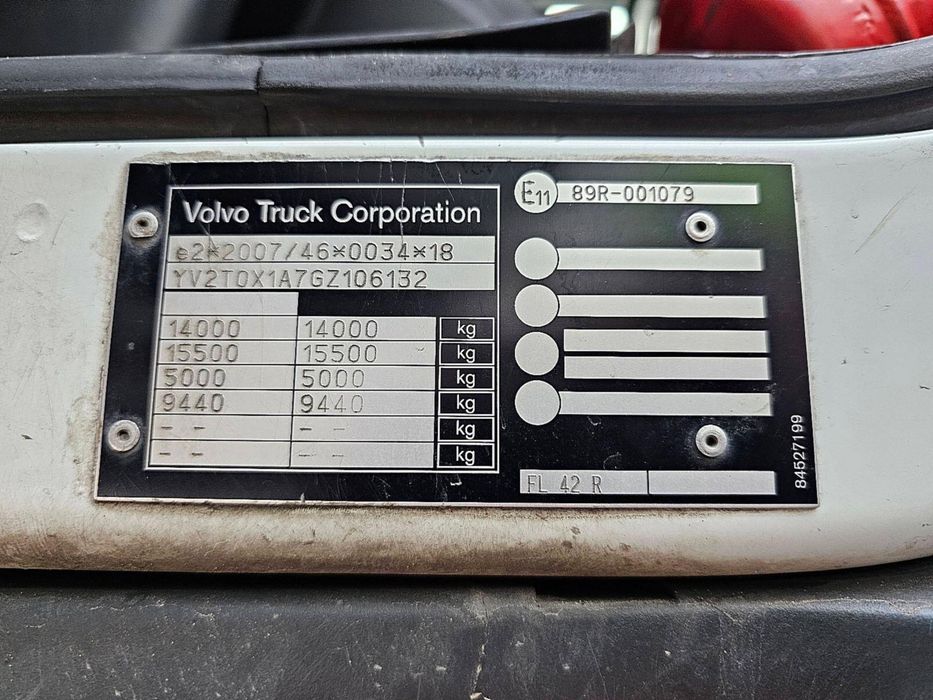 Volvo Truck Corporation
e2*2007/46*0034*18
YV2T0X1A7GZ106132
14000 14000 kg
15500 15500 kg
5000 5000 kg
9440 9440 kg
- - - - kg
- - - - kg
E11 89R-001079
FL 42 R
84527199